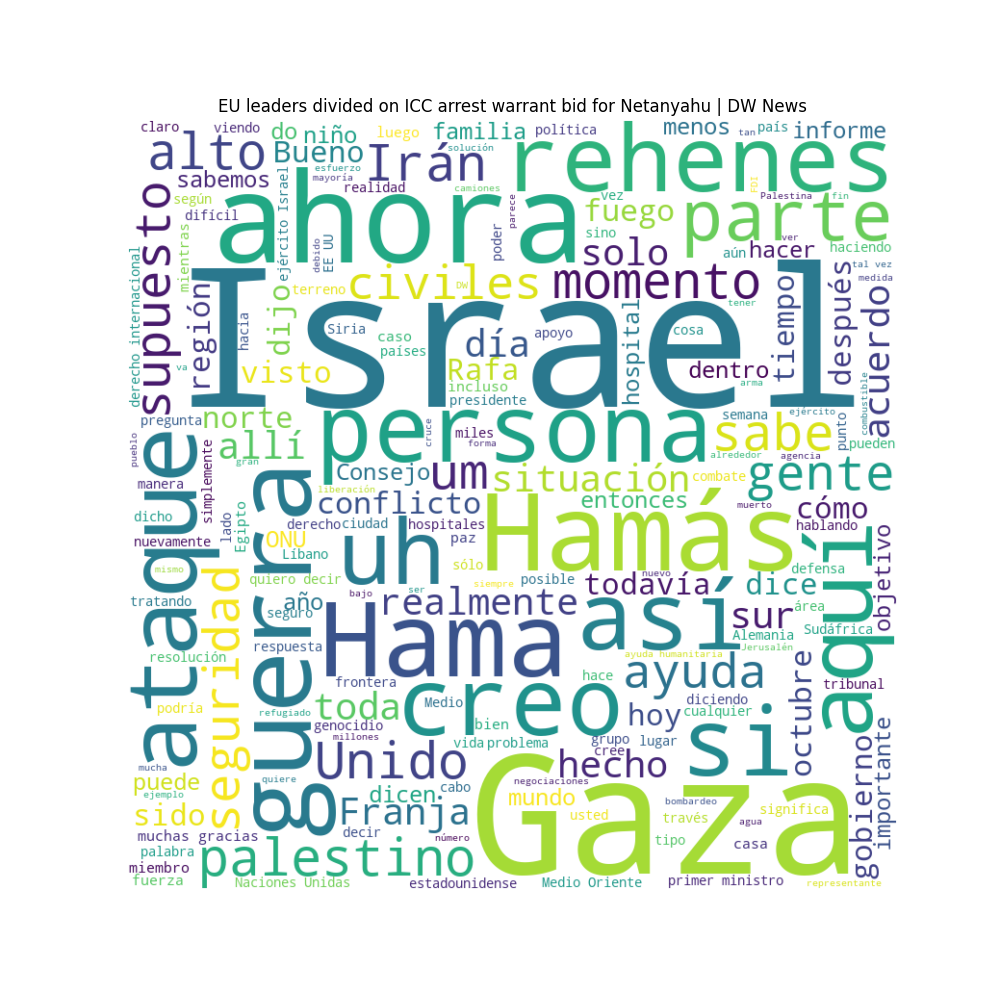 EU leaders divided on ICC arrest warrant bid for Netanyahu | DW News
claro
viendo
do
niño
luego
familia
política
menos
tan
país
informe
alto
Bueno
Irán
solución
rehenes
sabemos
esfuerzo
mayoría
realidad
camiones
FDI
Palestina
fin
según
difícil
ahora
parece
vez
fuego
parte
supuesto
mientras
ejército Israel
debido
EE UU
poder
sino
solo
aún
hacer
ver
haciendo
derecho internacional
región
hacia
dijo
terreno
civiles
DW
momento
tal vez
medida
tiempo
después
acuerdo
Israel
Siria
caso
países
día
apoyo
hospital
cosa
tener
va
visto
Rafa
incluso
presidente
dentro
arma
combustible
pregunta
norte
persona
cruce
miles
forma
semana
ejército
sabe
punto
pueden
pueblo
ataque
simplemente
allí
gran
guerra
Consejo
um
situación
alrededor
combate
agencia
gente
manera
liberación
conflicto
entonces
muerto
cómo
dicho
lado
Egipto
derecho
ciudad
hospitales
Hamás
hablando
nuevamente
ONU
Líbano
uh
paz
aquí
objetivo
mismo
seguridad
quiero decir
sólo
posible
todavía
nuevo
dice
defensa
tratando
año
seguro
bajo
ser
realmente
siempre
así
sur
área
Alemania
Sudáfrica
resolución
respuesta
Hama
ayuda humanitaria
Jerusalén
podría
frontera
creo
hace
ayuda
diciendo
octubre
tribunal
refugiado
toda
Medio
genocidio
millones
bien
hoy
cualquier
si
gobierno
importante
vida
problema
grupo
cree
lugar
mucha
puede
ejemplo
quiere
Unido
negociaciones
hecho
sido
dicen
cabo
Franja
mundo
usted
Gaza
bombardeo
través
significa
muchas gracias
decir
número
agua
palabra
palestino
tipo
casa
miembro
fuerza
Naciones Unidas
estadounidense
Medio Oriente
primer ministro
representante